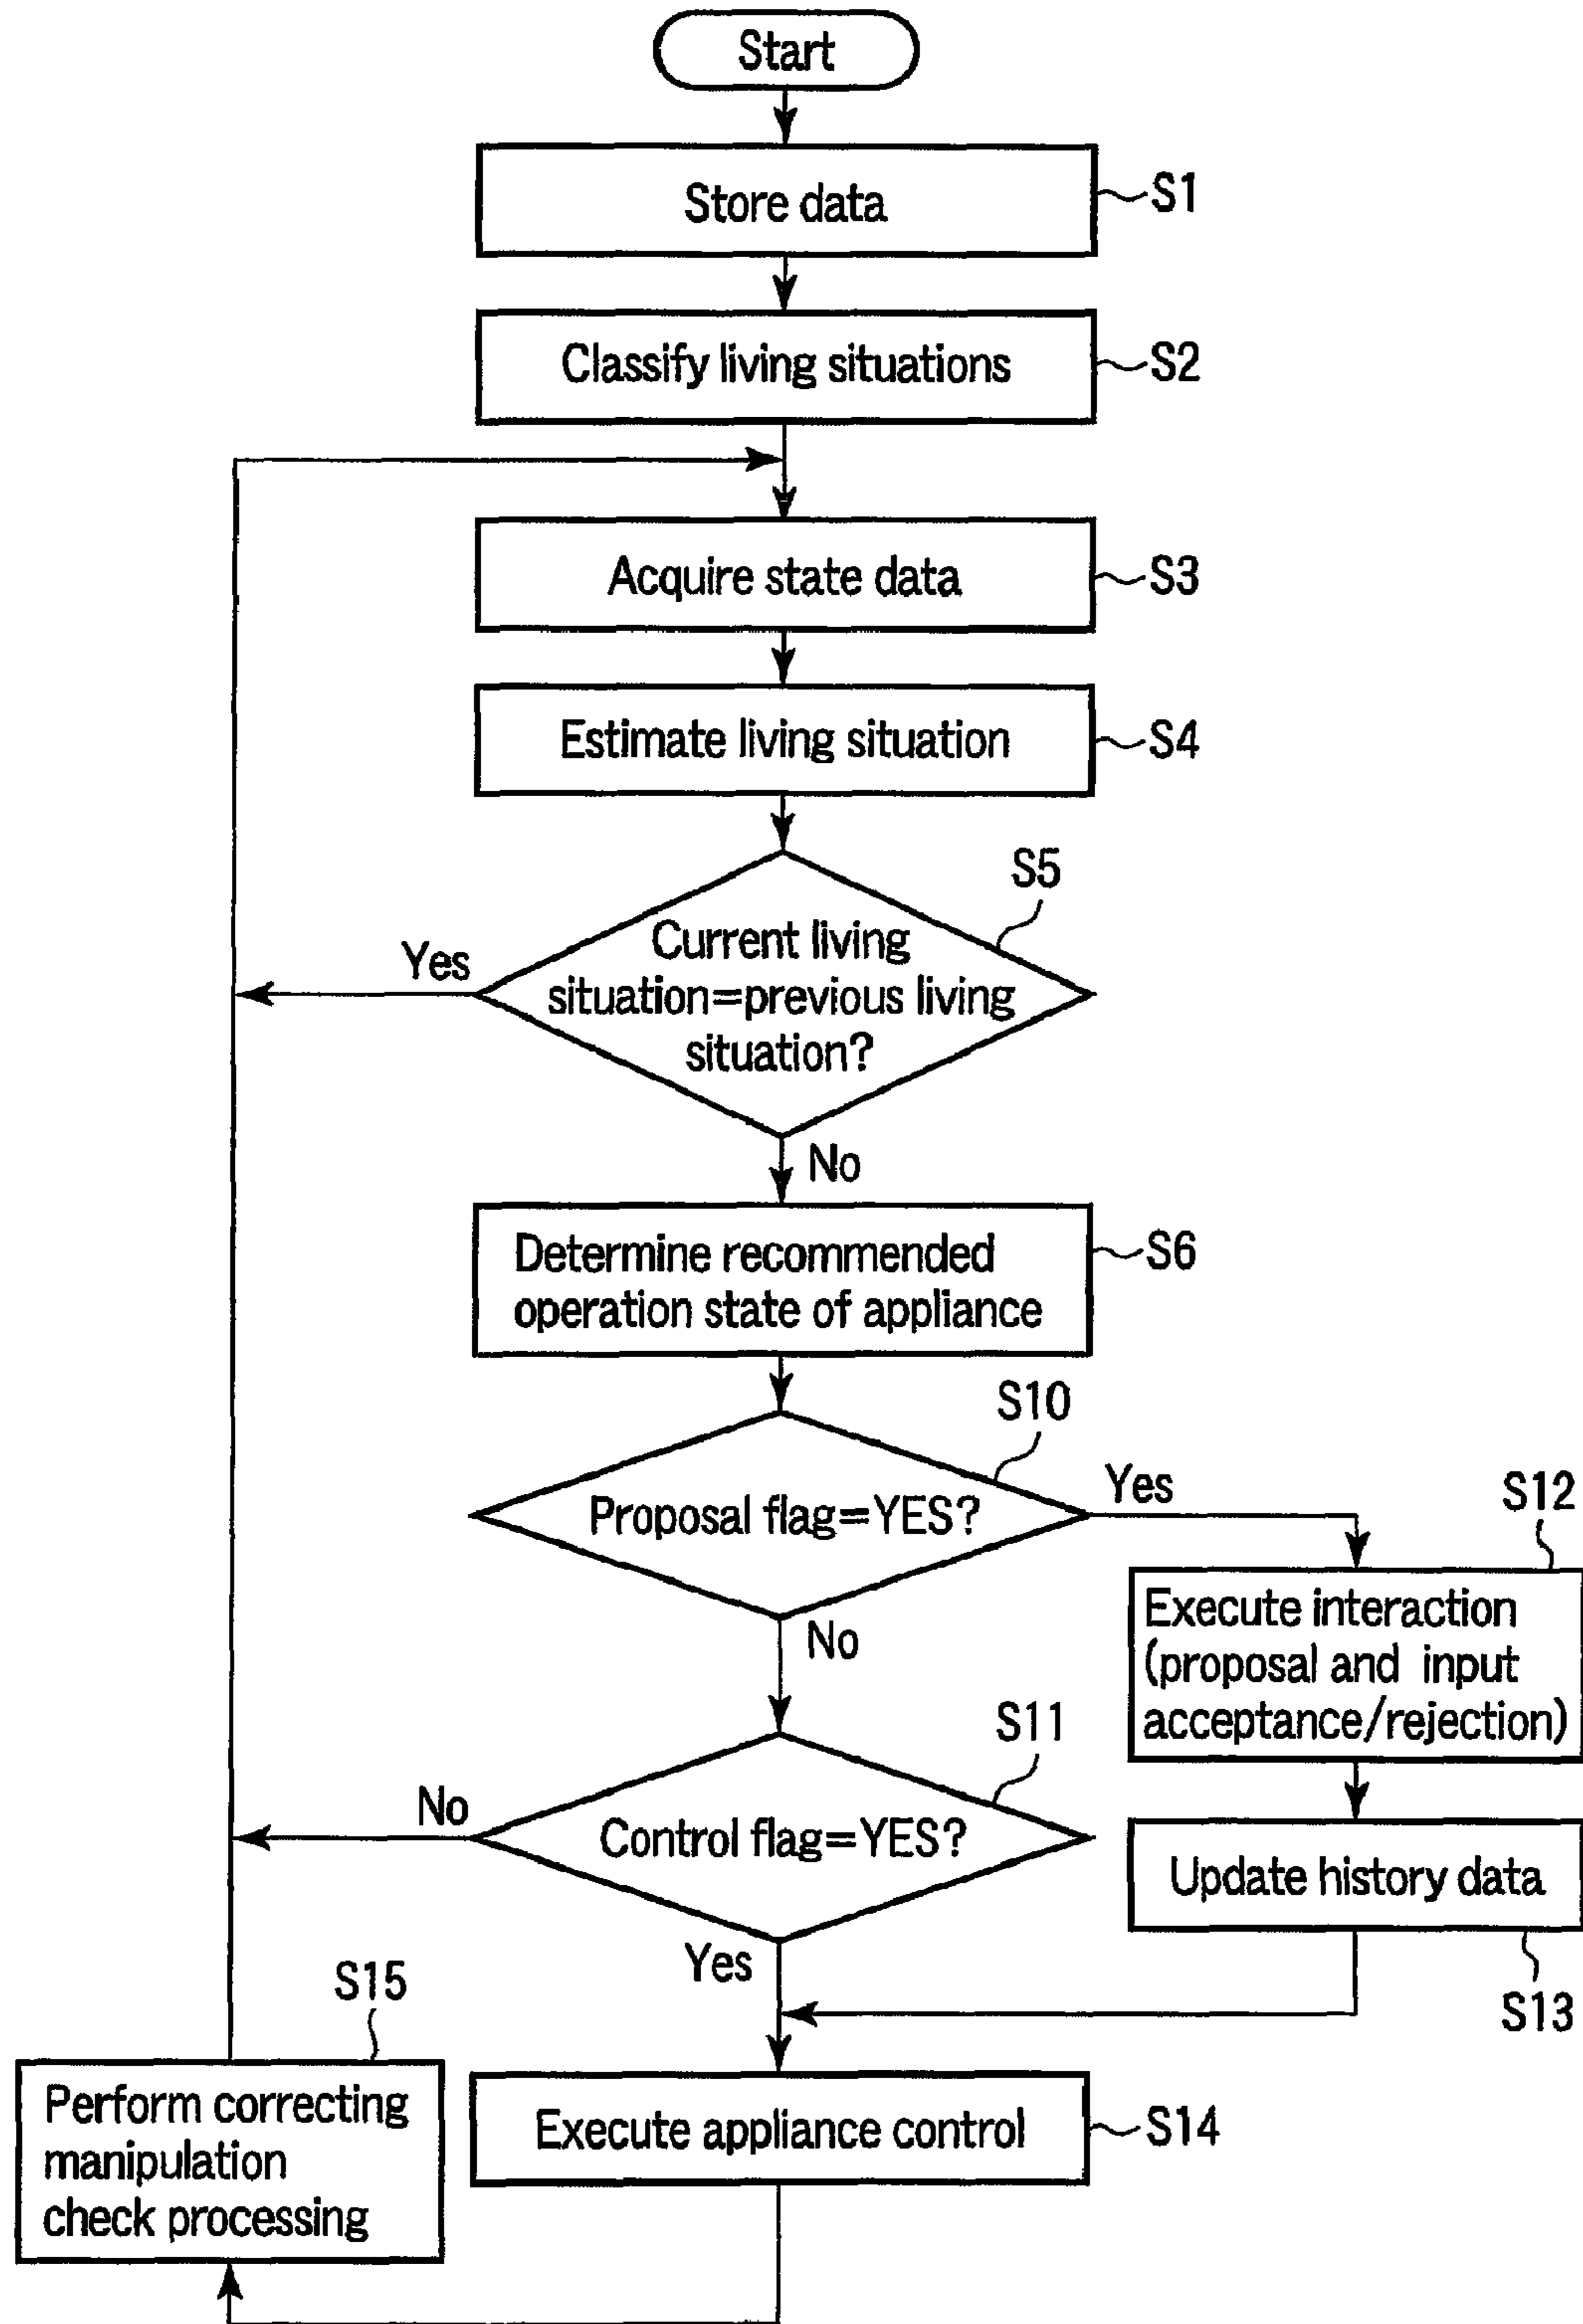 Start
Store data
S1
Classify living situations
S2
Acquire state data
S3
Estimate living situation
S4
S5
Current living
situation=previous living
situation?
Yes
No
Determine recommended
operation state of appliance
S6
S10
Proposal flag=YES?
Yes
No
S12
Execute interaction
(proposal and input
acceptance/rejection)
S11
Control flag=YES?
No
Yes
Update history data
S13
S15
Perform correcting
manipulation
check processing
Execute appliance control
S14